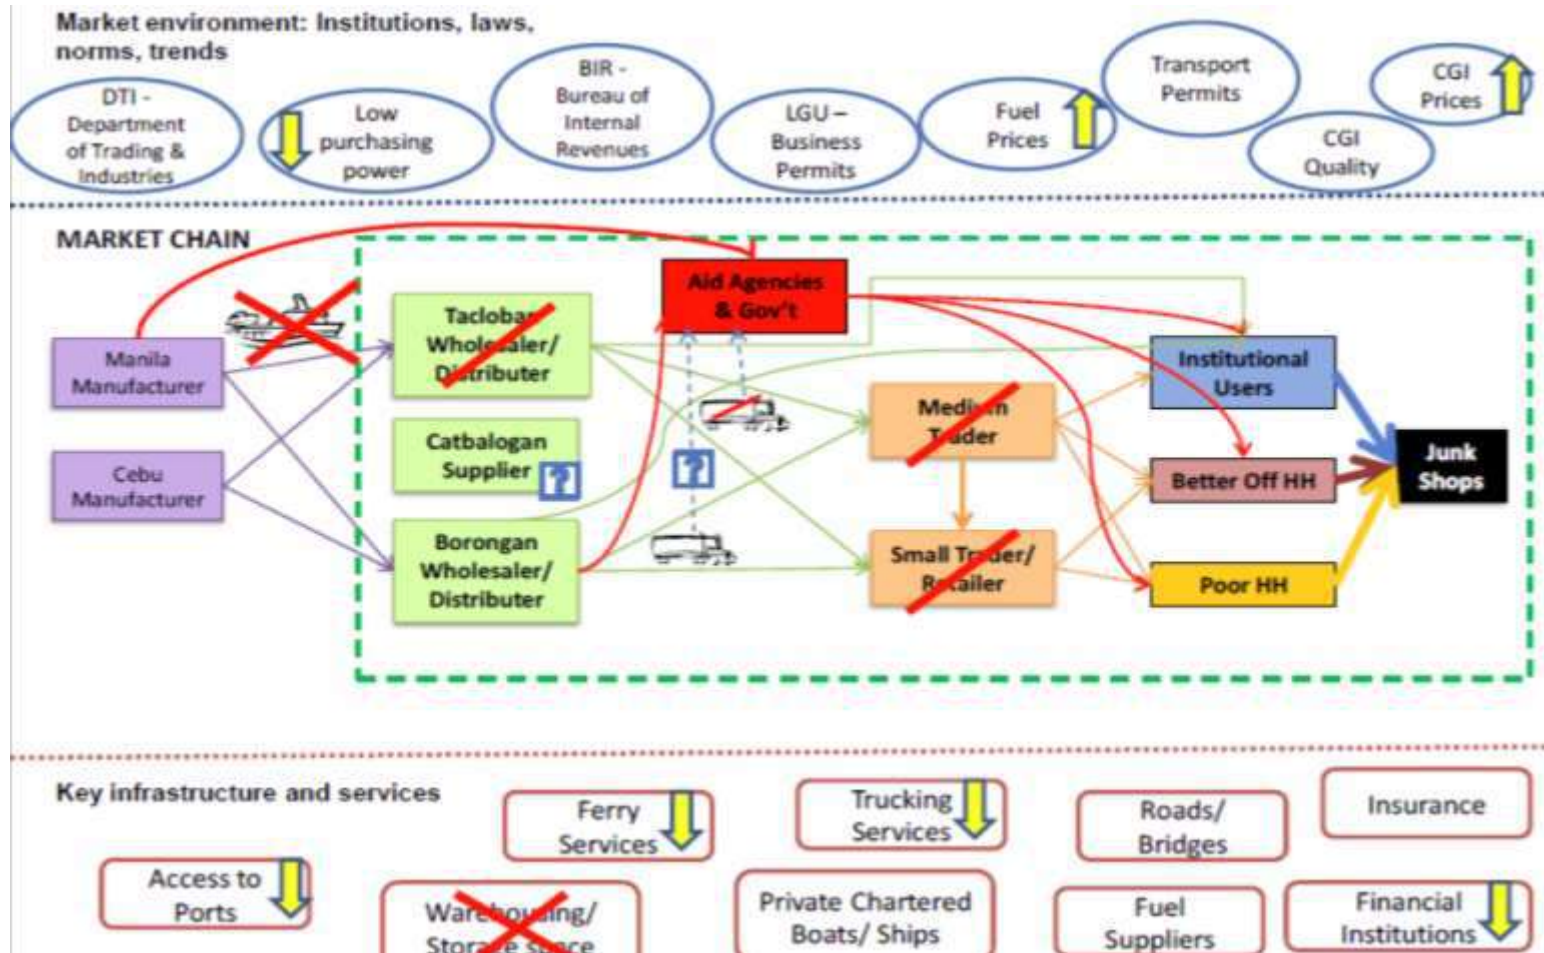 Market environment: Institutions, laws,
norms, trends
DTI -
Department
of Trading &
Industries
Low
purchasing
power
BIR -
Bureau of
Internal
Revenues
LGU –
Business
Permits
Fuel
Prices
Transport
Permits
CGI
Quality
CGI
Prices
MARKET CHAIN
Manila
Manufacturer
Cebu
Manufacturer
Tacloban
Wholesaler/
Distributer
Catbalogan
Supplier
?
Borongan
Wholesaler/
Distributer
Aid Agencies
& Gov't
?
Medium
Trader
Small Trader/
Retailer
Institutional
Users
Better Off HH
Poor HH
Junk
Shops
Key infrastructure and services
Access to
Ports
Ferry
Services
Warehousing/
Storage space
Trucking
Services
Private Chartered
Boats/ Ships
Roads/
Bridges
Fuel
Suppliers
Insurance
Financial
Institutions